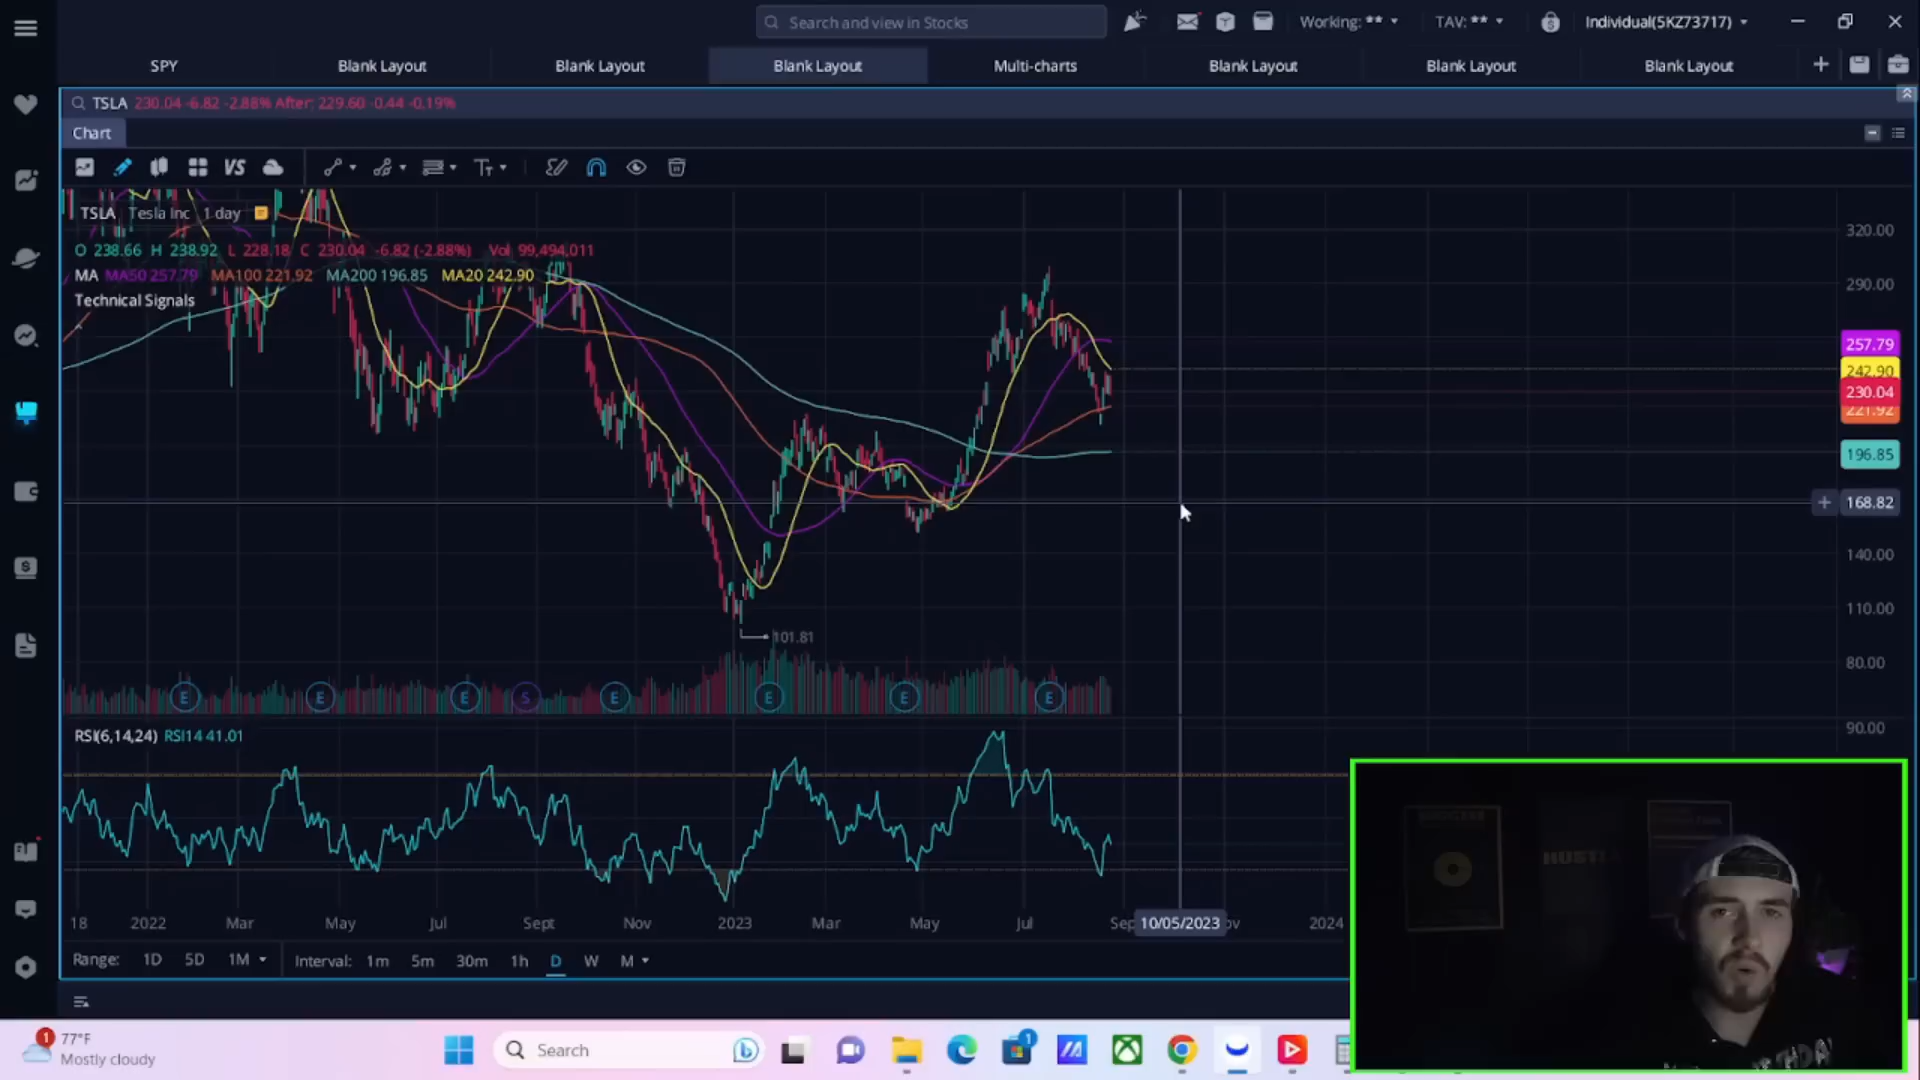 Search and view in Stocks
Working: ** TAV: ** Individual(5KZ73717)
SPY Blank Layout Blank Layout Blank Layout Multi-charts Blank Layout Blank Layout Blank Layout
TSLA 230.04 -6.82 -2.88% After: 229.60 -0.44 -0.19%
Chart
VS
TSLA Tesla Inc 1 day
O 238.66 H 238.92 L 228.18 C 230.04 -6.82 (-2.88%) Vol 99,494,011
MA MA50 257.79 MA100 221.92 MA200 196.85 MA20 242.90
Technical Signals
320.00
290.00
257.79
242.90
230.04
221.92
196.85
168.82
140.00
110.00
101.81
80.00
E E E S E E E E
RSI(6,14,24) RSI14 41.01
90.00
18 2022 Mar May Jul Sept Nov 2023 Mar May Jul Sep 10/05/2023 ov 2024
Range: 1D 5D 1M Interval: 1m 5m 30m 1h D W M
1
77°F
Mostly cloudy
Search
1